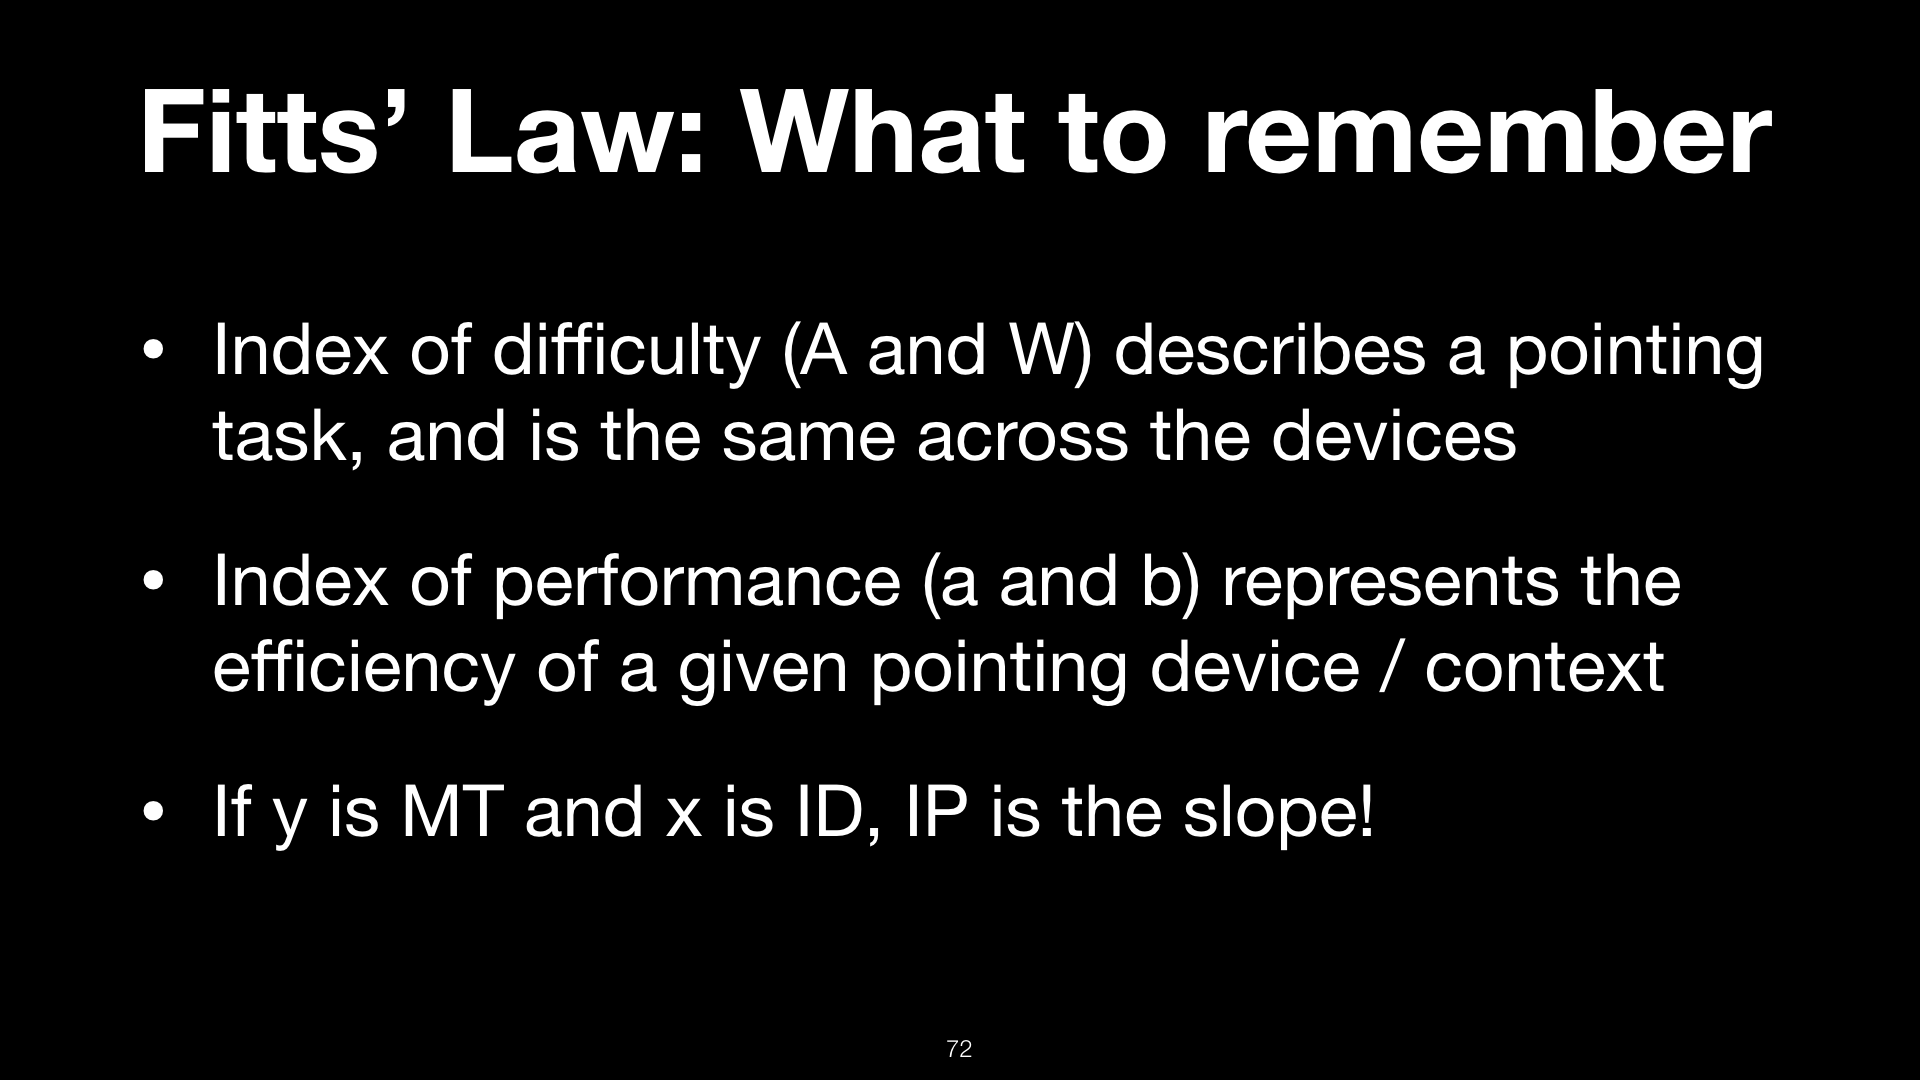 Fitts’ Law: What to remember
• Index of difficulty (A and W) describes a pointing
task, and is the same across the devices
• Index of performance (a and b) represents the
efficiency of a given pointing device / context
• If y is MT and x is ID, IP is the slope!
72